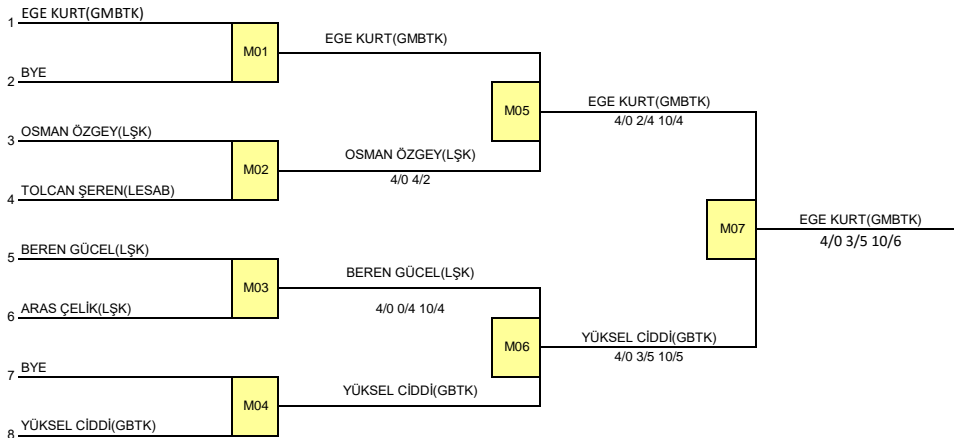 1 EGE KURT(GMBTK)
M01
EGE KURT(GMBTK)
2 BYE
M05
EGE KURT(GMBTK)
4/0 2/4 10/4
3 OSMAN ÖZGEY(LŞK)
M02
OSMAN ÖZGEY(LŞK)
4/0 4/2
4 TOLCAN ŞEREN(LESAB)
M07
EGE KURT(GMBTK)
4/0 3/5 10/6
5 BEREN GÜCEL(LŞK)
M03
BEREN GÜCEL(LŞK)
4/0 0/4 10/4
6 ARAS ÇELİK(LŞK)
M06
YÜKSEL CİDDİ(GBTK)
4/0 3/5 10/5
7 BYE
M04
YÜKSEL CİDDİ(GBTK)
8 YÜKSEL CİDDİ(GBTK)